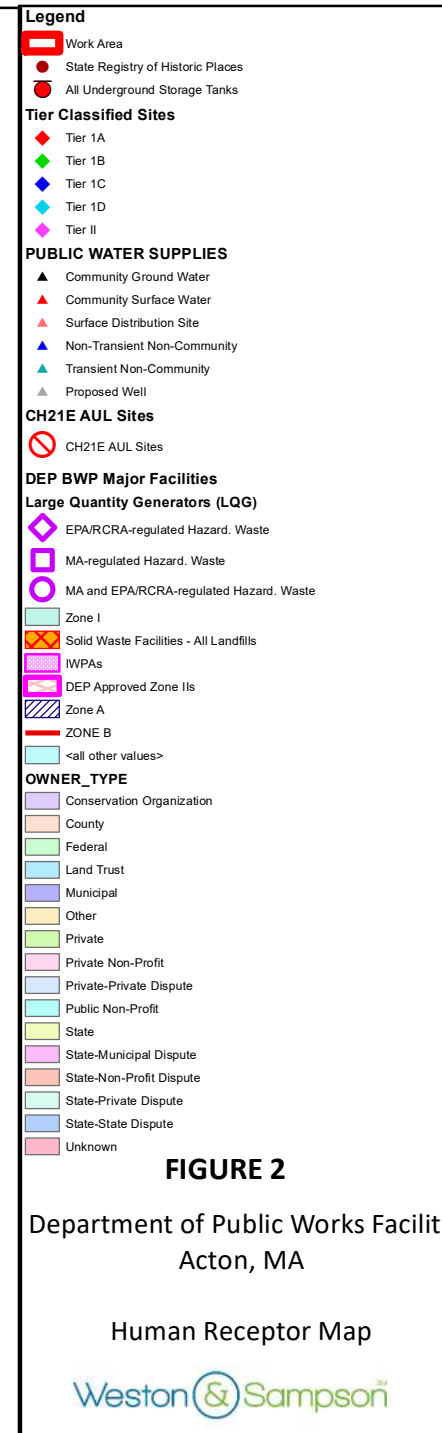 Legend
Work Area
State Registry of Historic Places
All Underground Storage Tanks
Tier Classified Sites
Tier 1A
Tier 1B
Tier 1C
Tier 1D
Tier II
PUBLIC WATER SUPPLIES
Community Ground Water
Community Surface Water
Surface Distribution Site
Non-Transient Non-Community
Transient Non-Community
Proposed Well
CH21E AUL Sites
CH21E AUL Sites
DEP BWP Major Facilities
Large Quantity Generators (LQG)
EPA/RCRA-regulated Hazard. Waste
MA-regulated Hazard. Waste
MA and EPA/RCRA-regulated Hazard. Waste
Zone I
Solid Waste Facilities - All Landfills
IWPAs
DEP Approved Zone IIs
Zone A
ZONE B
<all other values>
OWNER_TYPE
Conservation Organization
County
Federal
Land Trust
Municipal
Other
Private
Private Non-Profit
Private-Private Dispute
Public Non-Profit
State
State-Municipal Dispute
State-Non-Profit Dispute
State-Private Dispute
State-State Dispute
Unknown
FIGURE 2
Department of Public Works Facilit
Acton, MA
Human Receptor Map
Weston & Sampson SM